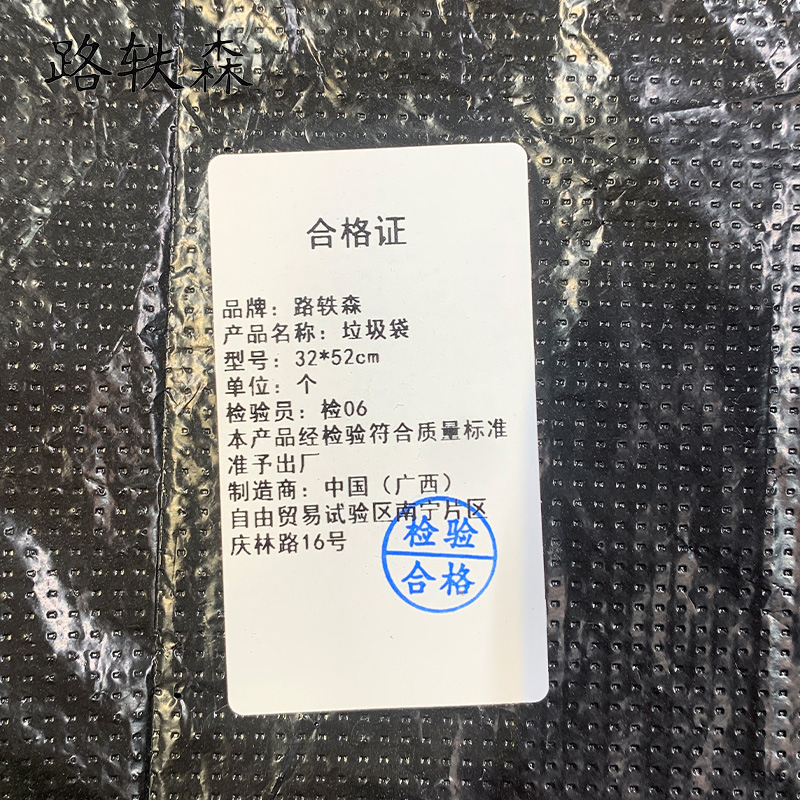 路轶森
合格证
品牌：路轶森
产品名称：垃圾袋
型号：32*52cm
单位：个
检验员：检06
本产品经检验符合质量标准
准予出厂
制造商：中国（广西）
自由贸易试验区南宁片区
庆林路16号
检验
合格